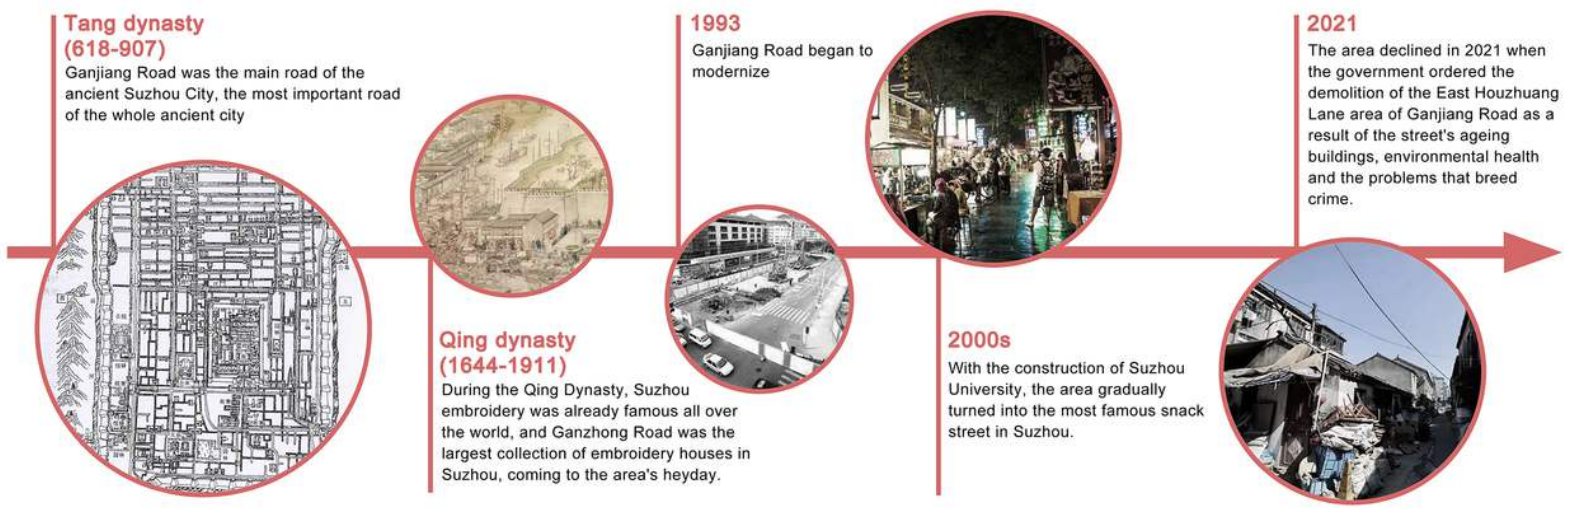 Tang dynasty
(618-907)
Ganjiang Road was the main road of the
ancient Suzhou City, the most important road
of the whole ancient city
Qing dynasty
(1644-1911)
During the Qing Dynasty, Suzhou
embroidery was already famous all over
the world, and Ganzhong Road was the
largest collection of embroidery houses in
Suzhou, coming to the area's heyday.
1993
Ganjiang Road began to
modernize
2000s
With the construction of Suzhou
University, the area gradually
turned into the most famous snack
street in Suzhou.
2021
The area declined in 2021 when
the government ordered the
demolition of the East Houzhuang
Lane area of Ganjiang Road as a
result of the street's ageing
buildings, environmental health
and the problems that breed
crime.